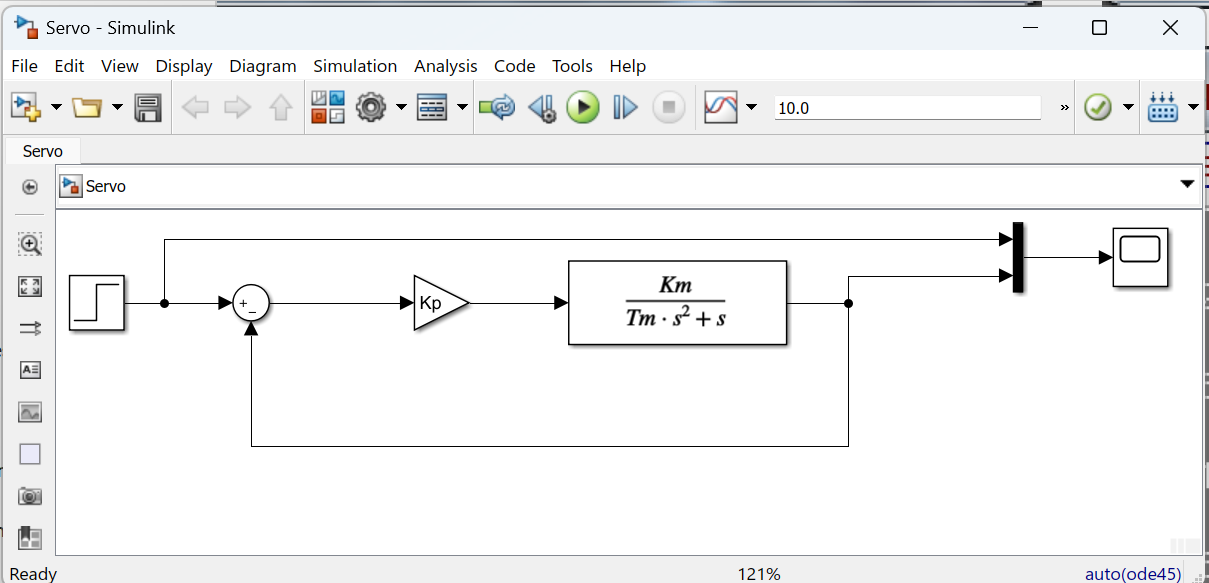 Servo - Simulink
File Edit View Display Diagram Simulation Analysis Code Tools Help
10.0 »
Servo
Servo
Km
+
_
Kp
Tm · s² + s
A
Ready 121% auto(ode45)